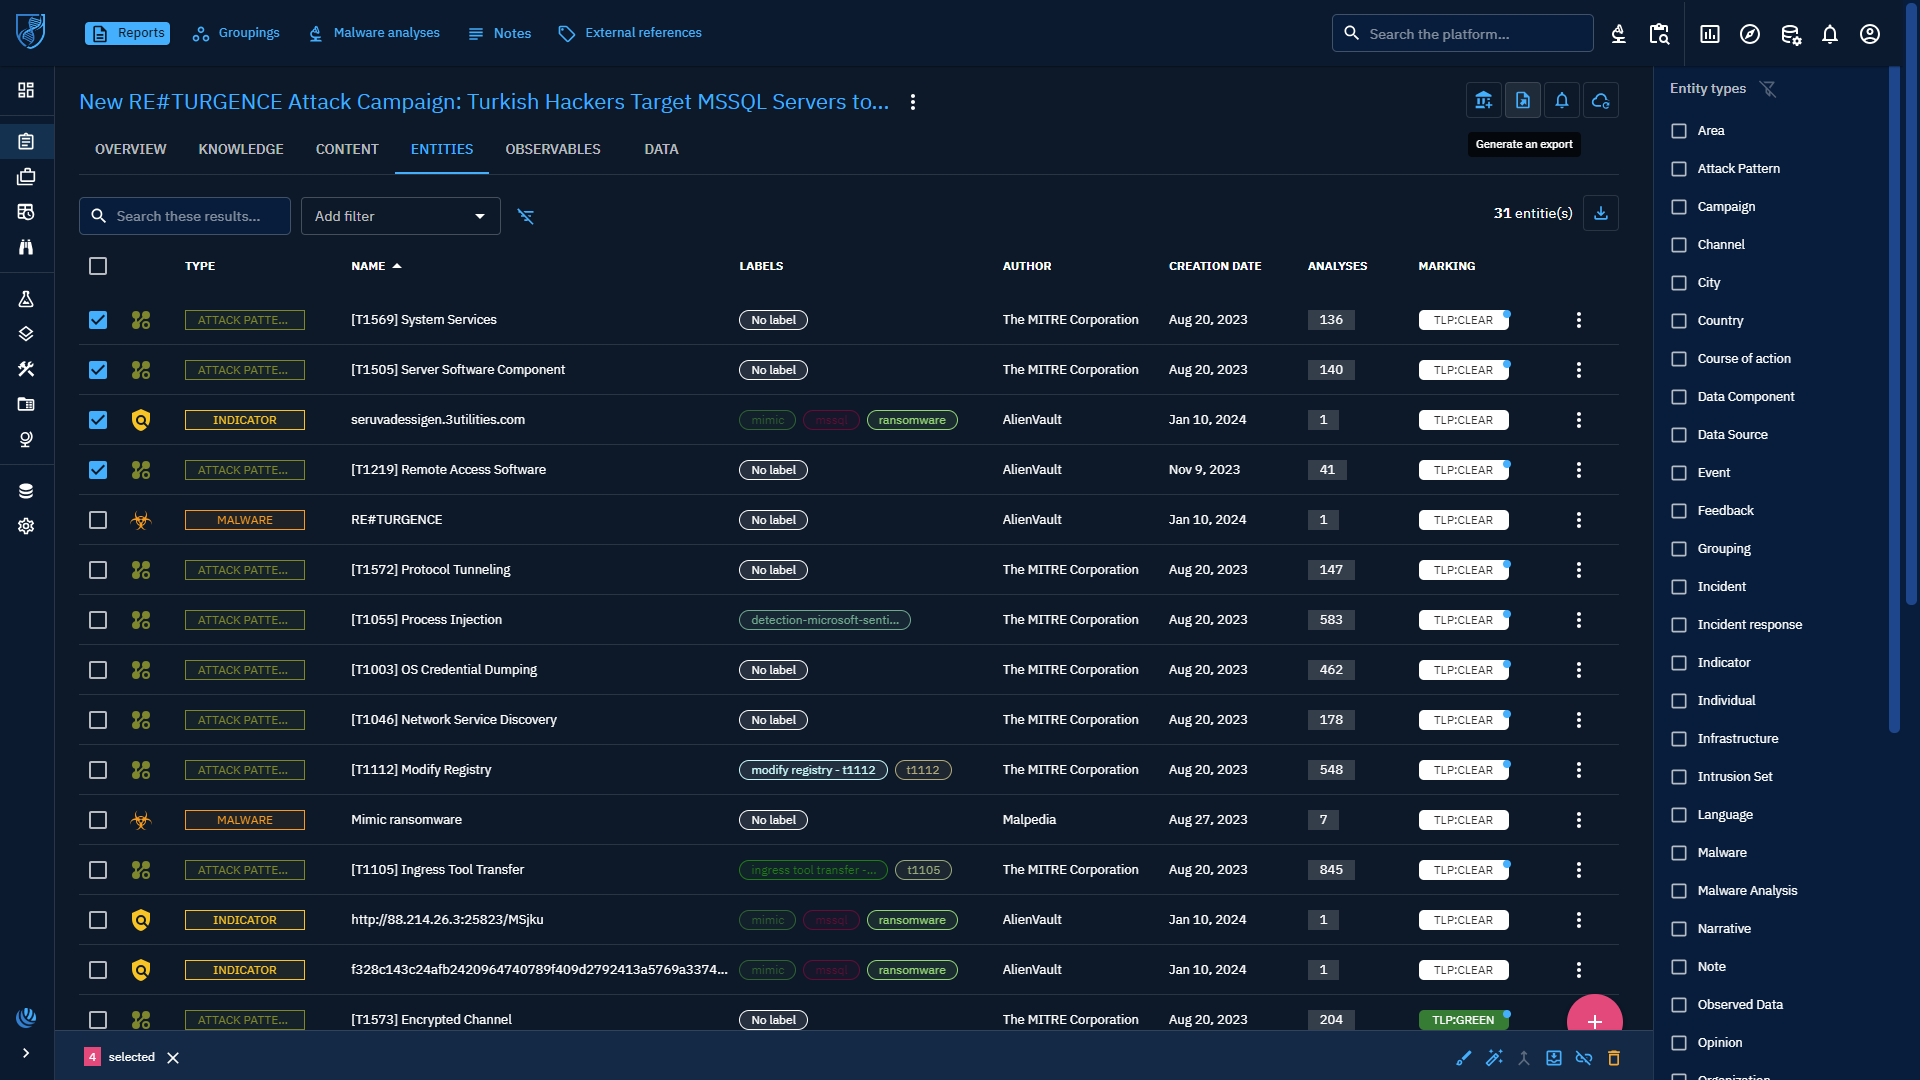 Reports
Groupings
Malware analyses
Notes
External references
Search the platform...
New RE#TURGENCE Attack Campaign: Turkish Hackers Target MSSQL Servers to...
Generate an export
OVERVIEW KNOWLEDGE CONTENT ENTITIES OBSERVABLES DATA
Search these results...
Add filter
31 entitie(s)
TYPE NAME LABELS AUTHOR CREATION DATE ANALYSES MARKING
ATTACK PATTE... [T1569] System Services No label The MITRE Corporation Aug 20, 2023 136 TLP:CLEAR
ATTACK PATTE... [T1505] Server Software Component No label The MITRE Corporation Aug 20, 2023 140 TLP:CLEAR
INDICATOR seruvadessigen.3utilities.com mimic mssql ransomware AlienVault Jan 10, 2024 1 TLP:CLEAR
ATTACK PATTE... [T1219] Remote Access Software No label AlienVault Nov 9, 2023 41 TLP:CLEAR
MALWARE RE#TURGENCE No label AlienVault Jan 10, 2024 1 TLP:CLEAR
ATTACK PATTE... [T1572] Protocol Tunneling No label The MITRE Corporation Aug 20, 2023 147 TLP:CLEAR
ATTACK PATTE... [T1055] Process Injection detection-microsoft-senti... The MITRE Corporation Aug 20, 2023 583 TLP:CLEAR
ATTACK PATTE... [T1003] OS Credential Dumping No label The MITRE Corporation Aug 20, 2023 462 TLP:CLEAR
ATTACK PATTE... [T1046] Network Service Discovery No label The MITRE Corporation Aug 20, 2023 178 TLP:CLEAR
ATTACK PATTE... [T1112] Modify Registry modify registry - t1112 t1112 The MITRE Corporation Aug 20, 2023 548 TLP:CLEAR
MALWARE Mimic ransomware No label Malpedia Aug 27, 2023 7 TLP:CLEAR
ATTACK PATTE... [T1105] Ingress Tool Transfer ingress tool transfer -... t1105 The MITRE Corporation Aug 20, 2023 845 TLP:CLEAR
INDICATOR http://88.214.26.3:25823/MSjku mimic mssql ransomware AlienVault Jan 10, 2024 1 TLP:CLEAR
INDICATOR f328c143c24afb2420964740789f409d2792413a5769a3374... mimic mssql ransomware AlienVault Jan 10, 2024 1 TLP:CLEAR
ATTACK PATTE... [T1573] Encrypted Channel No label The MITRE Corporation Aug 20, 2023 204 TLP:GREEN
4 selected
Entity types
Area
Attack Pattern
Campaign
Channel
City
Country
Course of action
Data Component
Data Source
Event
Feedback
Grouping
Incident
Incident response
Indicator
Individual
Infrastructure
Intrusion Set
Language
Malware
Malware Analysis
Narrative
Note
Observed Data
Opinion
Organization